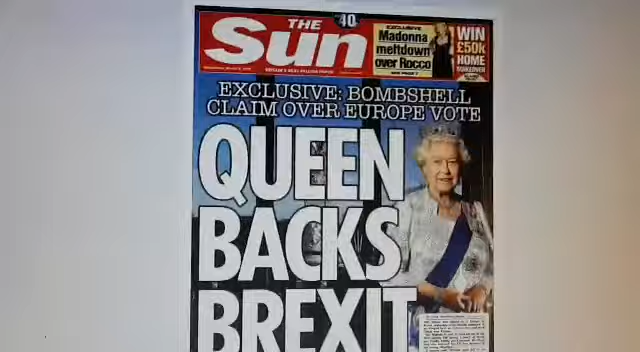 THE
Sun
40
EXCLUSIVE
Madonna
meltdown
over Rocco
WIN
£50k
HOME
MAKEOVER
EXCLUSIVE: BOMBSHELL
CLAIM OVER EUROPE VOTE
QUEEN
BACKS
BREXIT